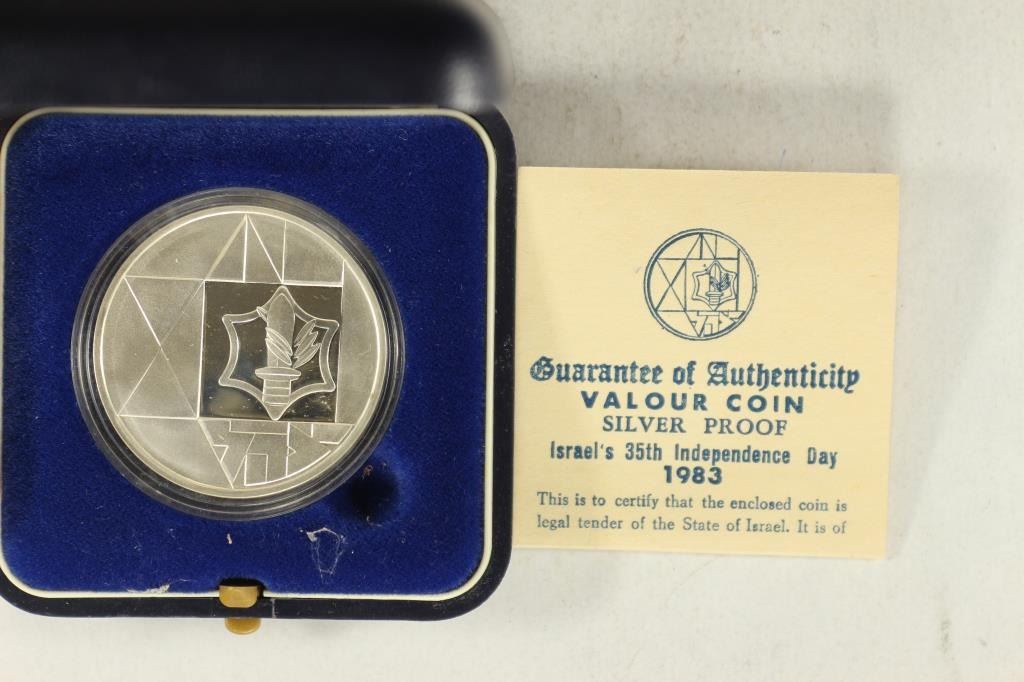 Guarantee of Authenticity
VALOUR COIN
SILVER PROOF
Israel's 35th Independence Day
1983
This is to certify that the enclosed coin is
legal tender of the State of Israel. It is of